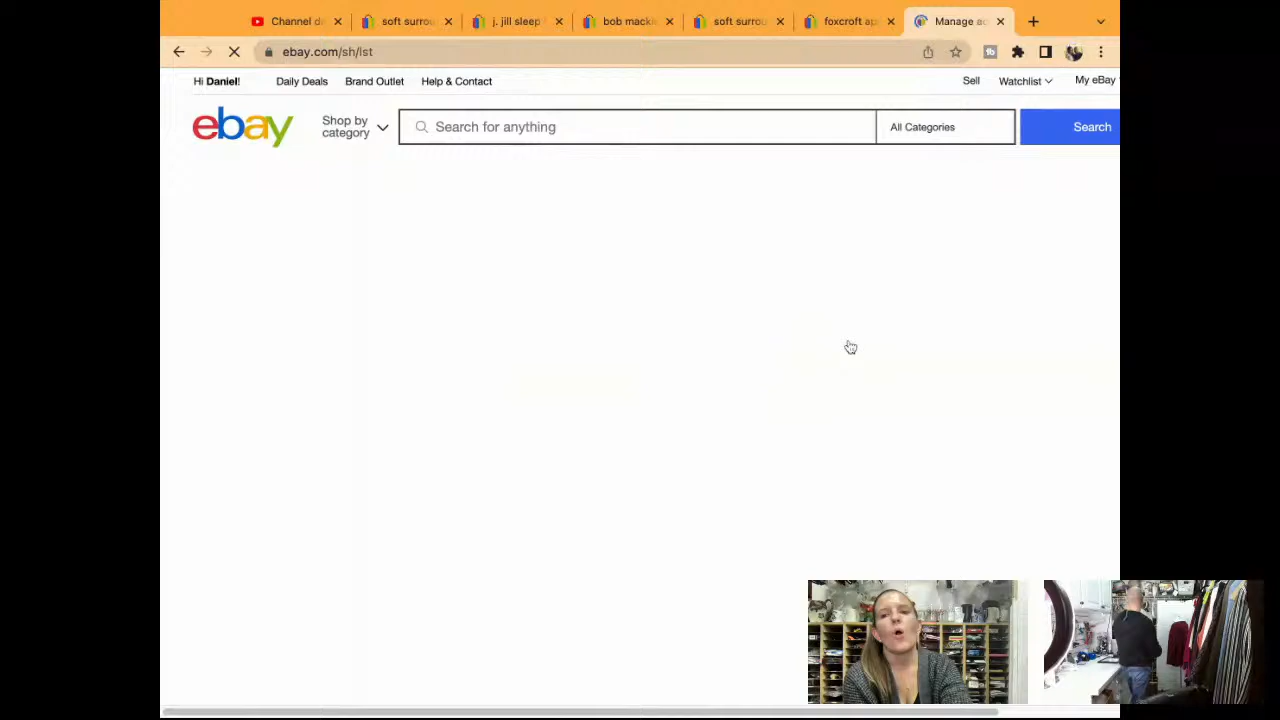 Channel d
soft surrou
j. jill sleep
bob macki
soft surrou
foxcroft ap
Manage ac
ebay.com/sh/lst
Hi Daniel!
Daily Deals
Brand Outlet
Help & Contact
Sell
Watchlist
My eBay
ebay
Shop by
category
Search for anything
All Categories
Search